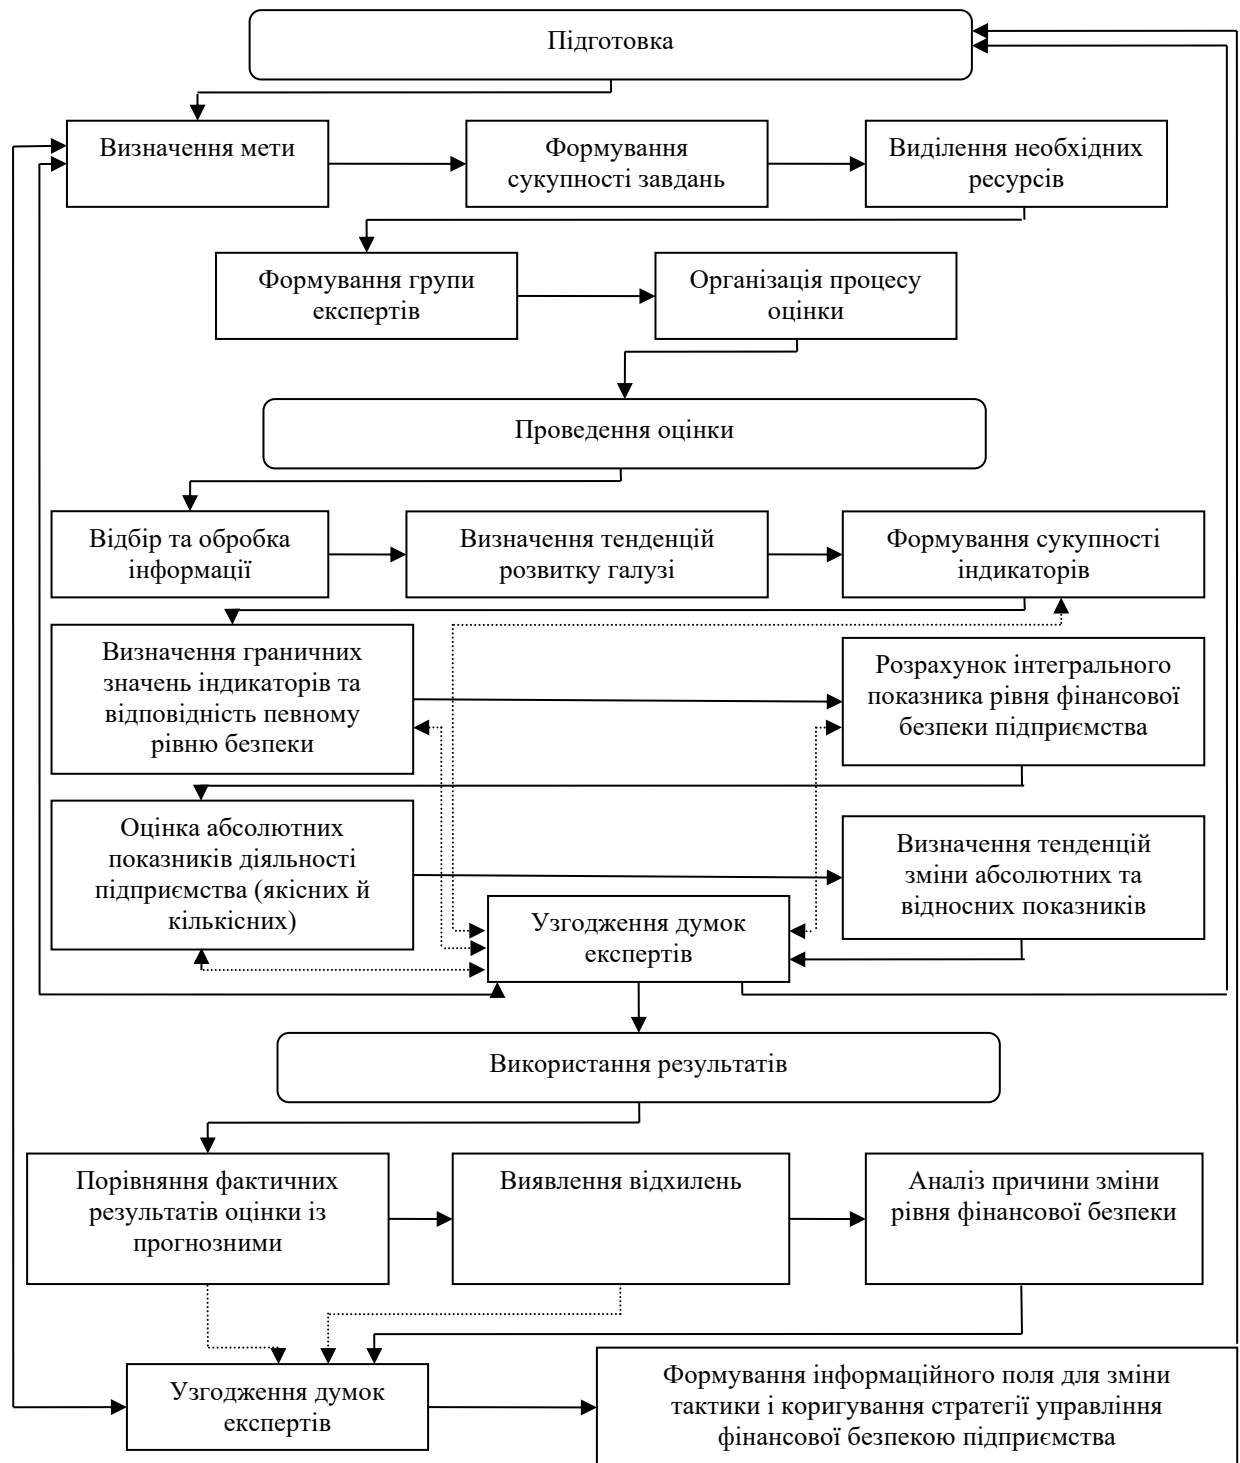 Підготовка
Визначення мети
Формування
сукупності завдань
Виділення необхідних
ресурсів
Формування групи
експертів
Організація процесу
оцінки
Проведення оцінки
Відбір та обробка
інформації
Визначення тенденцій
розвитку галузі
Формування сукупності
індикаторів
Визначення граничних
значень індикаторів та
відповідність певному
рівню безпеки
Розрахунок інтегрального
показника рівня фінансової
безпеки підприємства
Оцінка абсолютних
показників діяльності
підприємства (якісних й
кількісних)
Визначення тенденцій
зміни абсолютних та
відносних показників
Узгодження думок
експертів
Використання результатів
Порівняння фактичних
результатів оцінки із
прогнозними
Виявлення відхилень
Аналіз причини зміни
рівня фінансової безпеки
Узгодження думок
експертів
Формування інформаційного поля для зміни
тактики і коригування стратегії управління
фінансової безпекою підприємства